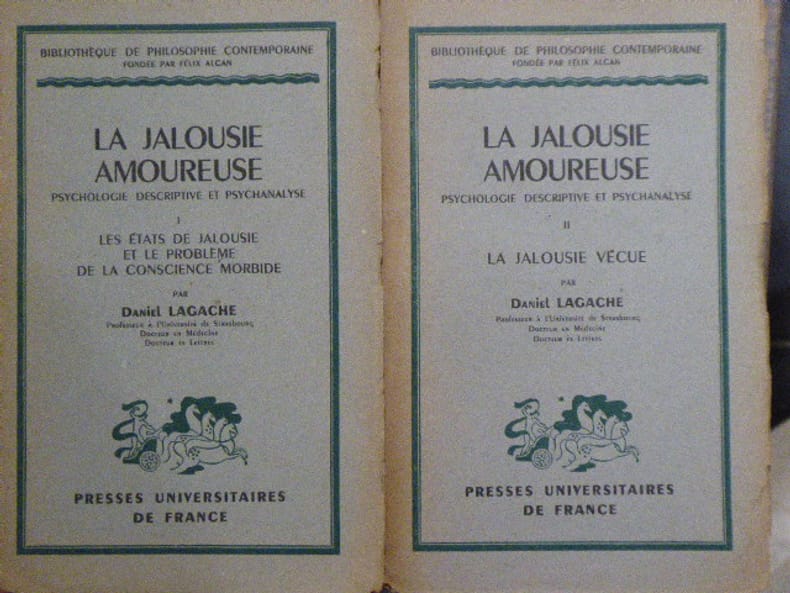 BIBLIOTHÈQUE DE PHILOSOPHIE CONTEMPORAINE
FONDÉE PAR FÉLIX ALCAN
LA JALOUSIE
AMOUREUSE
PSYCHOLOGIE DESCRIPTIVE ET PSYCHANALYSE
I
LES ÉTATS DE JALOUSIE
ET LE PROBLÈME
DE LA CONSCIENCE MORBIDE
PAR
Daniel LAGACHE
Professeur à l'Université de Strasbourg
Docteur en Médecine
Docteur ès Lettres
PRESSES UNIVERSITAIRES
DE FRANCE
BIBLIOTHÈQUE DE PHILOSOPHIE CONTEMPORAINE
FONDÉE PAR FÉLIX ALCAN
LA JALOUSIE
AMOUREUSE
PSYCHOLOGIE DESCRIPTIVE ET PSYCHANALYSE
II
LA JALOUSIE VÉCUE
PAR
Daniel LAGACHE
Professeur à l'Université de Strasbourg
Docteur en Médecine
Docteur ès Lettres
PRESSES UNIVERSITAIRES
DE FRANCE